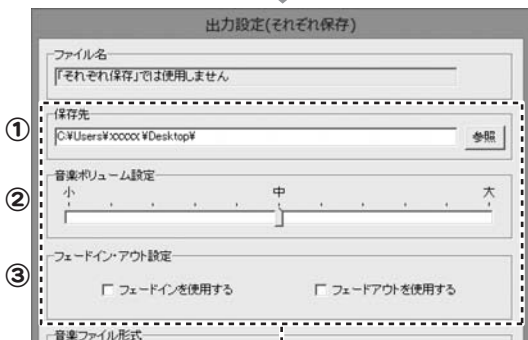 出力設定(それぞれ保存)
ファイル名
「それぞれ保存」では使用しません
① 保存先
C:¥Users¥xxxxx¥Desktop¥ 参照
② 音楽ボリューム設定
小 中 大
③ フェードイン・アウト設定
フェードインを使用する フェードアウトを使用する
音楽ファイル形式